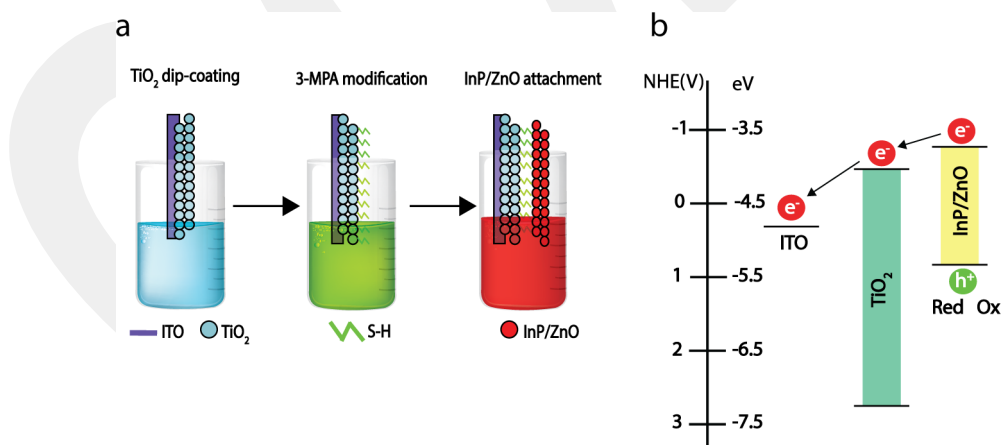 a
TiO₂ dip-coating
3-MPA modification
InP/ZnO attachment
ITO
TiO₂
S-H
InP/ZnO
b
NHE(V)
eV
-1
-3.5
0
-4.5
1
-5.5
2
-6.5
3
-7.5
e⁻
ITO
e⁻
TiO₂
e⁻
InP/ZnO
h⁺
Red Ox